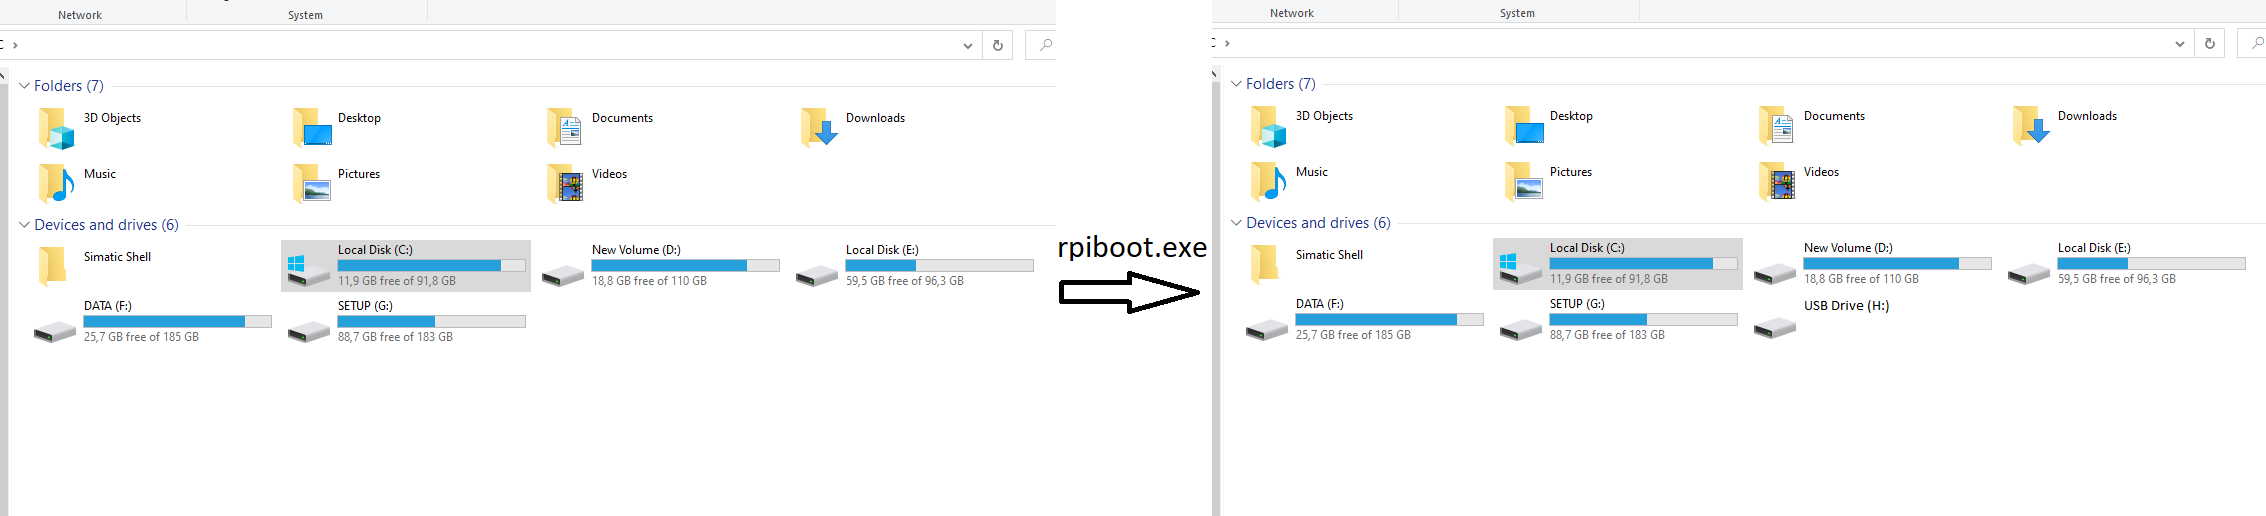 Network System
C >
Folders (7)
3D Objects Desktop Documents Downloads
Music Pictures Videos
Devices and drives (6)
Simatic Shell
Local Disk (C:)
11,9 GB free of 91,8 GB
New Volume (D:)
18,8 GB free of 110 GB
Local Disk (E:)
59,5 GB free of 96,3 GB
DATA (F:)
25,7 GB free of 185 GB
SETUP (G:)
88,7 GB free of 183 GB
rpiboot.exe
Network System
C >
Folders (7)
3D Objects Desktop Documents Downloads
Music Pictures Videos
Devices and drives (6)
Simatic Shell
Local Disk (C:)
11,9 GB free of 91,8 GB
New Volume (D:)
18,8 GB free of 110 GB
Local Disk (E:)
59,5 GB free of 96,3 GB
DATA (F:)
25,7 GB free of 185 GB
SETUP (G:)
88,7 GB free of 183 GB
USB Drive (H:)